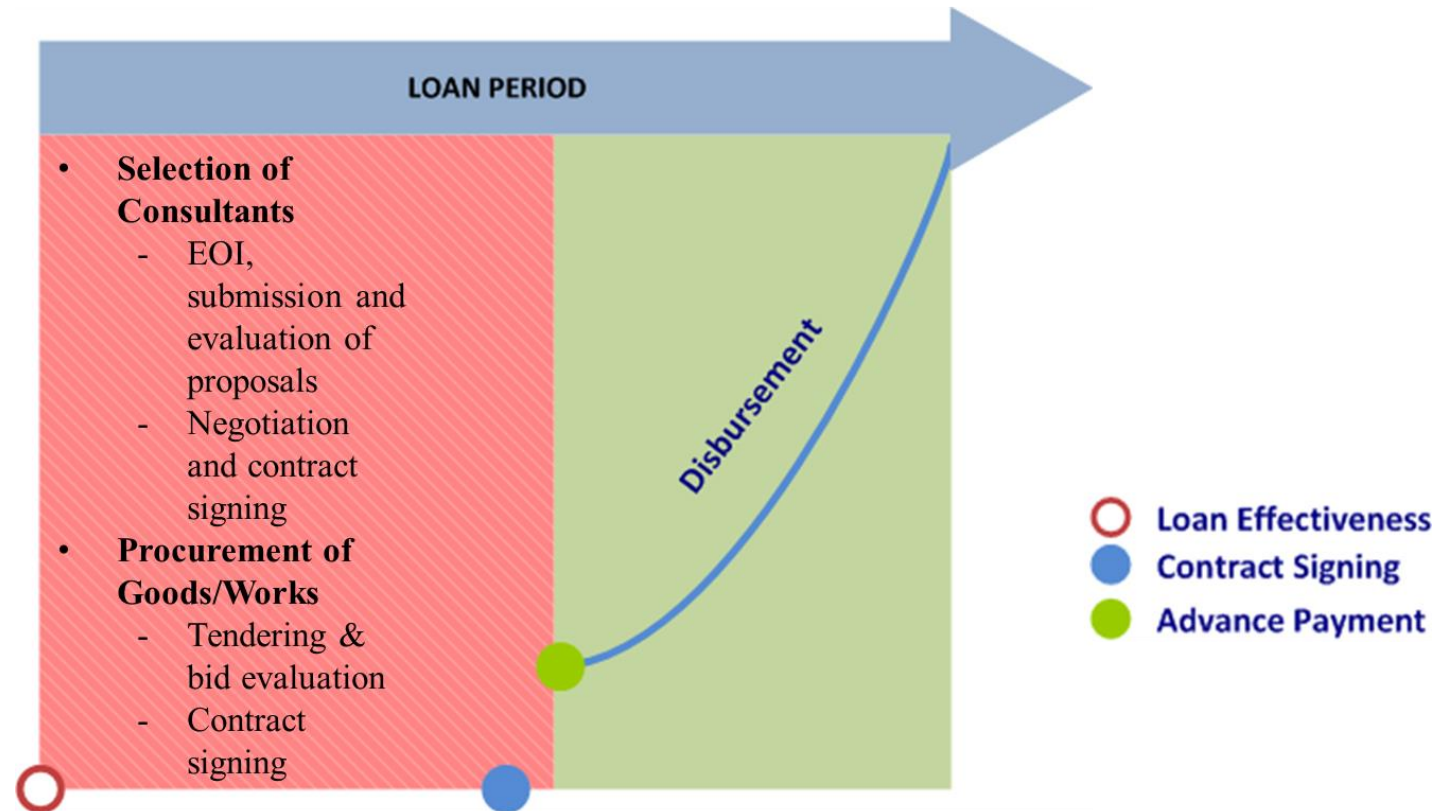 LOAN PERIOD
• Selection of
Consultants
- EOI,
submission and
evaluation of
proposals
- Negotiation
and contract
signing
• Procurement of
Goods/Works
- Tendering &
bid evaluation
- Contract
signing
Disbursement
Loan Effectiveness
Contract Signing
Advance Payment